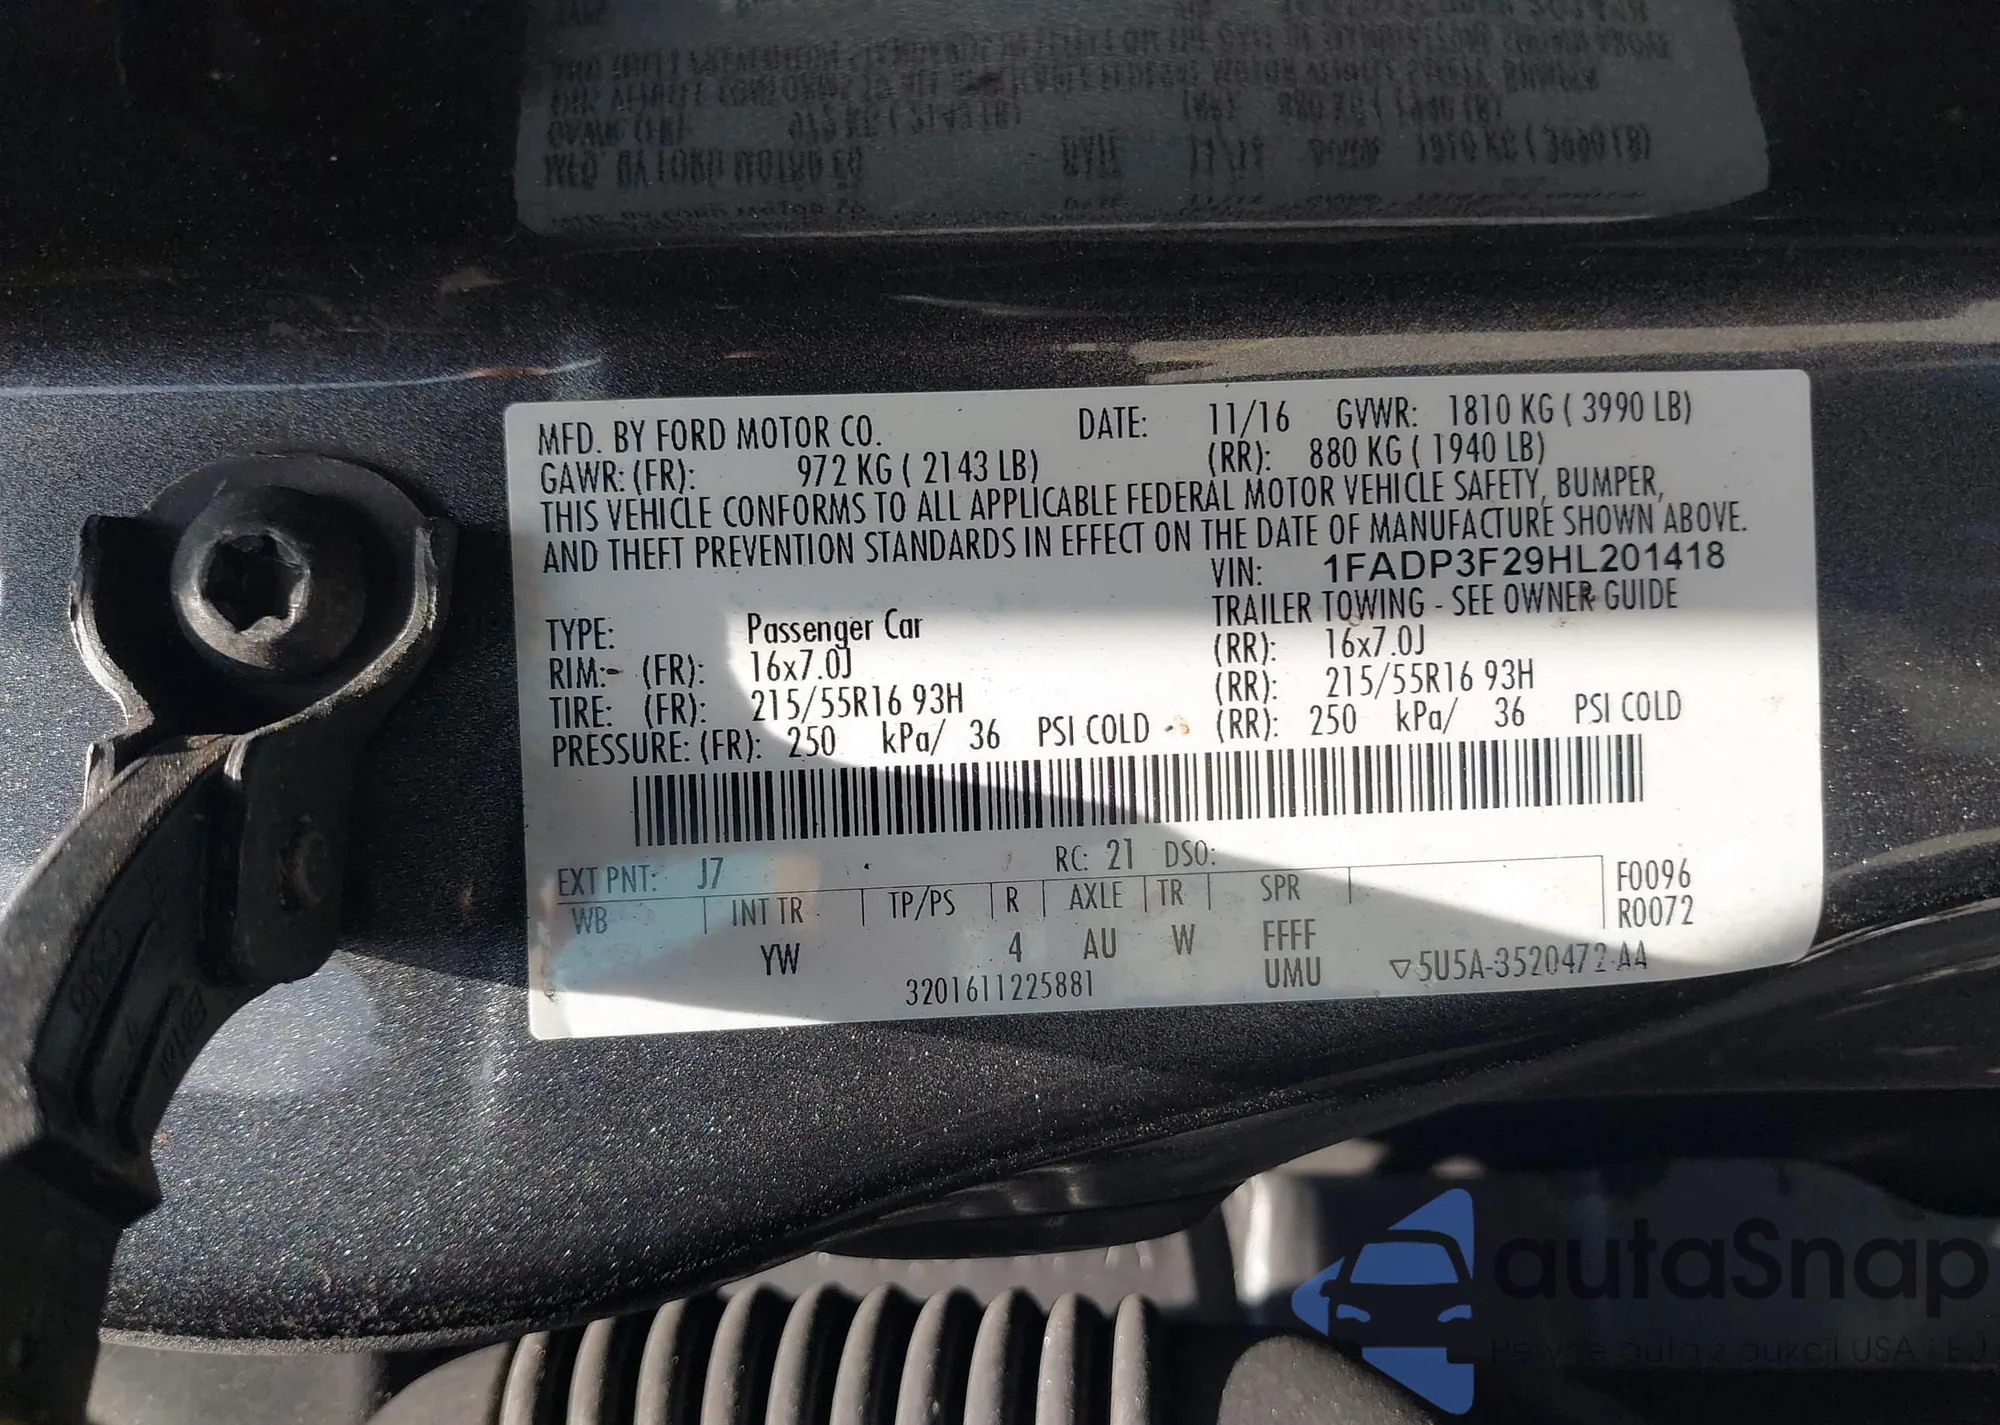 MFD. BY FORD MOTOR CO. DATE: 11/16 GVWR: 1810 KG ( 3990 LB)
GAWR: (FR): 972 KG ( 2143 LB) (RR): 880 KG ( 1940 LB)
THIS VEHICLE CONFORMS TO ALL APPLICABLE FEDERAL MOTOR VEHICLE SAFETY, BUMPER,
AND THEFT PREVENTION STANDARDS IN EFFECT ON THE DATE OF MANUFACTURE SHOWN ABOVE.
VIN: 1FADP3F29HL201418
TRAILER TOWING - SEE OWNER GUIDE
TYPE: Passenger Car
RIM: (FR): 16x7.0J (RR): 16x7.0J
TIRE: (FR): 215/55R16 93H (RR): 215/55R16 93H
PRESSURE: (FR): 250 kPa/ 36 PSI COLD (RR): 250 kPa/ 36 PSI COLD
EXT PNT: J7 RC: 21 DSO:
WB INT TR TP/PS R AXLE TR SPR F0096
R0072
YW 4 AU W FFFF
3201611225881 UMU ▽5U5A-3520472-AA
autaSnap
Pewne auta z aukcji USA i EU